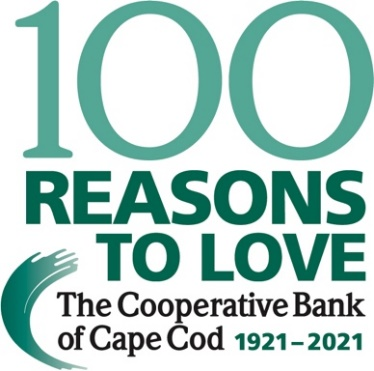 100
REASONS
TO LOVE
The Cooperative Bank
of Cape Cod 1921–2021